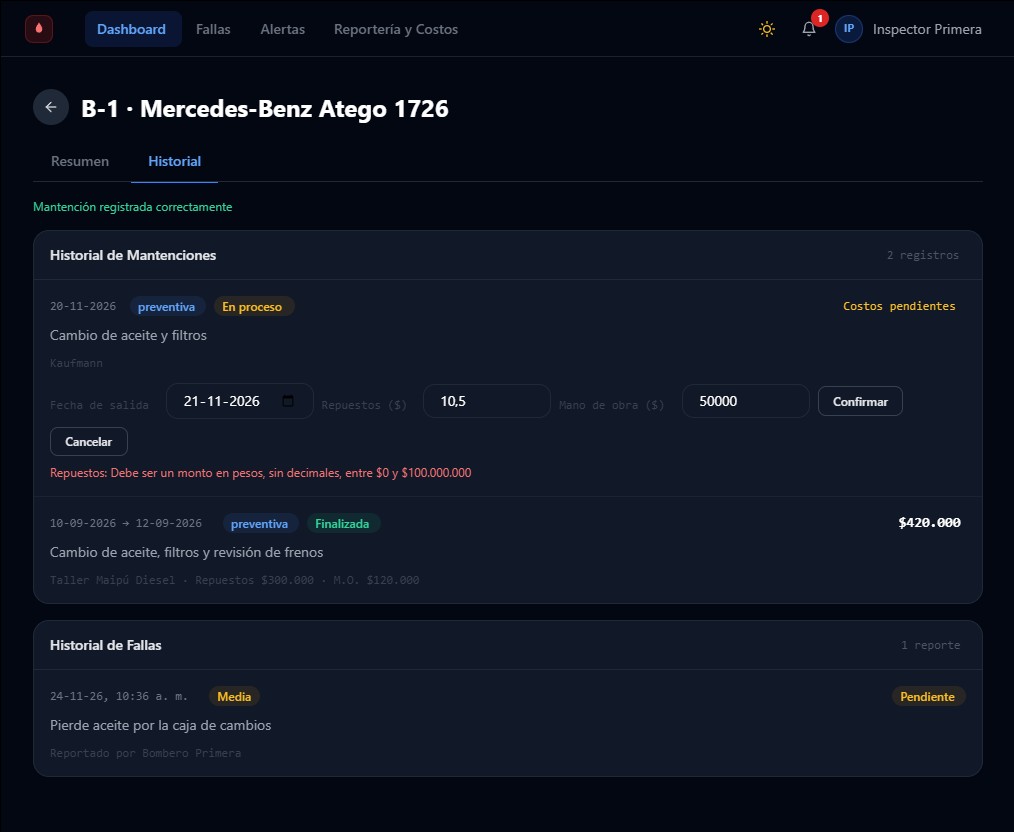 Dashboard Fallas Alertas Reportería y Costos 1 IP Inspector Primera
B-1 · Mercedes-Benz Atego 1726
Resumen Historial
Mantención registrada correctamente
Historial de Mantenciones 2 registros
20-11-2026 preventiva En proceso Costos pendientes
Cambio de aceite y filtros
Kaufmann
Fecha de salida 21-11-2026 Repuestos ($) 10,5 Mano de obra ($) 50000 Confirmar
Cancelar
Repuestos: Debe ser un monto en pesos, sin decimales, entre $0 y $100.000.000
10-09-2026 → 12-09-2026 preventiva Finalizada $420.000
Cambio de aceite, filtros y revisión de frenos
Taller Maipú Diesel · Repuestos $300.000 · M.O. $120.000
Historial de Fallas 1 reporte
24-11-26, 10:36 a. m. Media Pendiente
Pierde aceite por la caja de cambios
Reportado por Bombero Primera